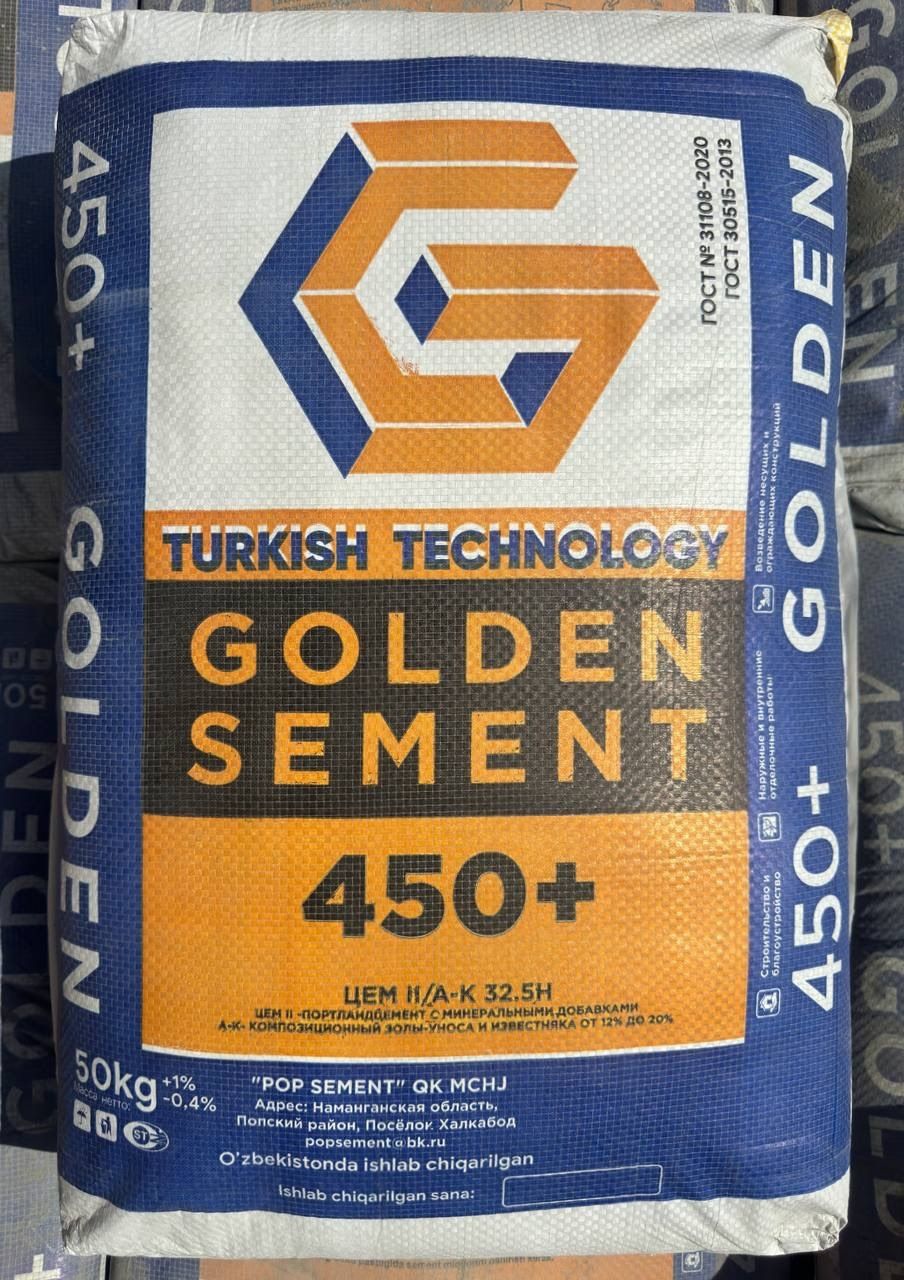 450+ GOLDEN
ГОСТ № 31108-2020
ГОСТ 30515-2013
TURKISH TECHNOLOGY
GOLDEN
SEMENT
450+
ЦЕМ II/А-К 32.5Н
ЦЕМ II -ПОРТЛАНДЦЕМЕНТ С МИНЕРАЛЬНЫМИ ДОБАВКАМИ
А-К- КОМПОЗИЦИОННЫЙ ЗОЛЫ-УНОСА И ИЗВЕСТНЯКА ОТ 12% ДО 20%
Строительство и
благоустройство
Наружные и внутренние
отделочные работы
Возведение несущих и
ограждающих конструкций
450+ GOLDEN
50kg +1%
-0,4%
Масса нетто:
ST
"POP SEMENT" QK MCHJ
Адрес: Наманганская область,
Попский район, Посёлок Халкабод
popsement@bk.ru
O'zbekistonda ishlab chiqarilgan
Ishlab chiqarilgan sana: